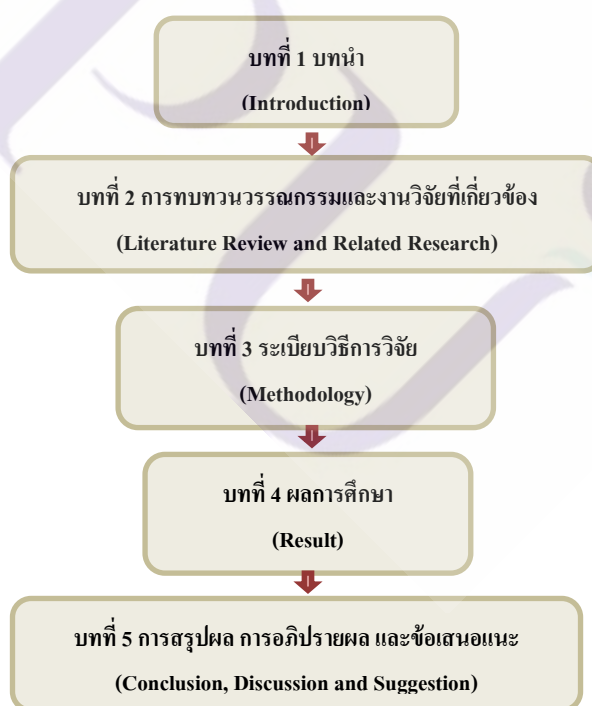 บทที่ 1 บทนำ
(Introduction)
บทที่ 2 การทบทวนวรรณกรรมและงานวิจัยที่เกี่ยวข้อง
(Literature Review and Related Research)
บทที่ 3 ระเบียบวิธีการวิจัย
(Methodology)
บทที่ 4 ผลการศึกษา
(Result)
บทที่ 5 การสรุปผล การอภิปรายผล และข้อเสนอแนะ
(Conclusion, Discussion and Suggestion)